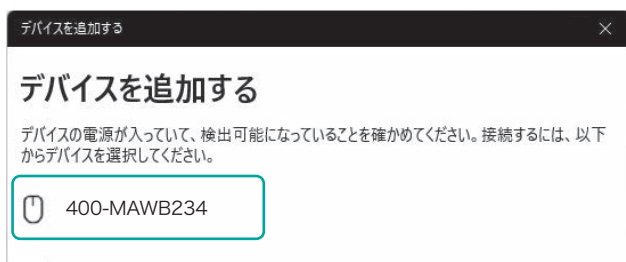 デバイスを追加する
デバイスを追加する
デバイスの電源が入っていて、検出可能になっていることを確かめてください。接続するには、以下
からデバイスを選択してください。
400-MAWB234